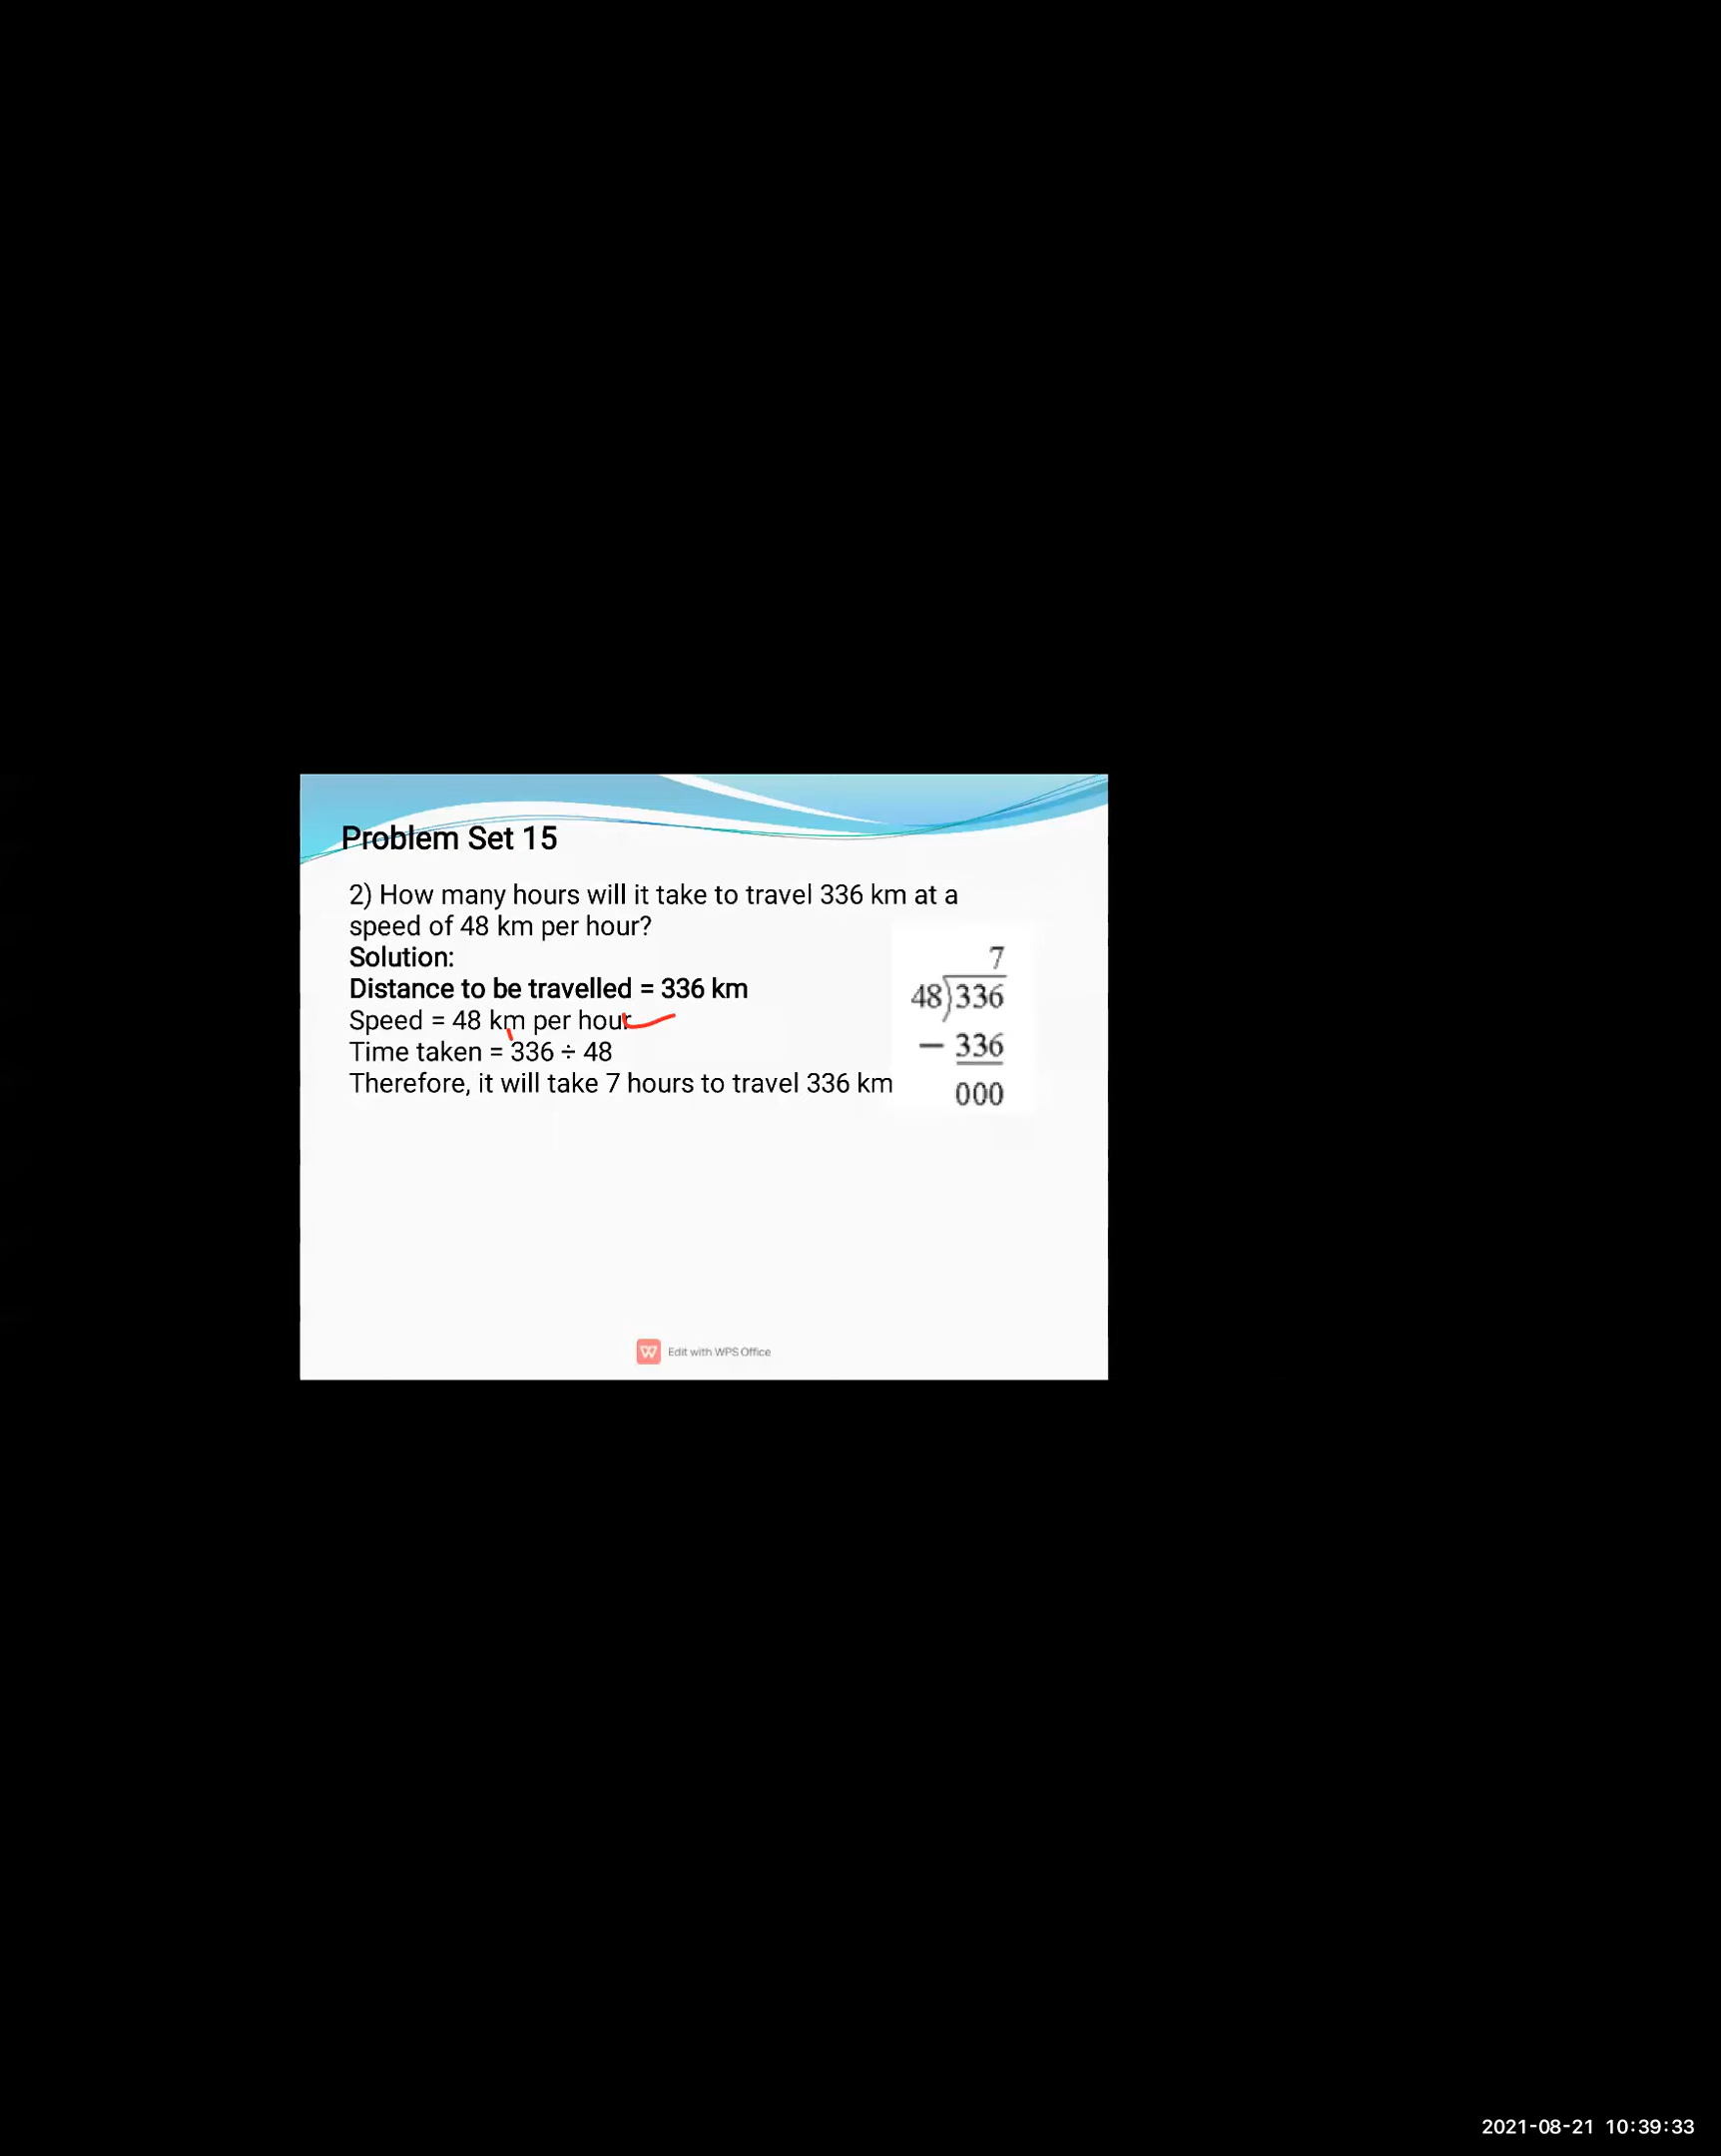 Problem Set 15
2) How many hours will it take to travel 336 km at a
speed of 48 km per hour?
Solution:
Distance to be travelled = 336 km
Speed = 48 km per hour
Time taken = 336 ÷ 48
Therefore, it will take 7 hours to travel 336 km
7
48)336
− 336
000
Edit with WPS Office
2021-08-21 10:39:33